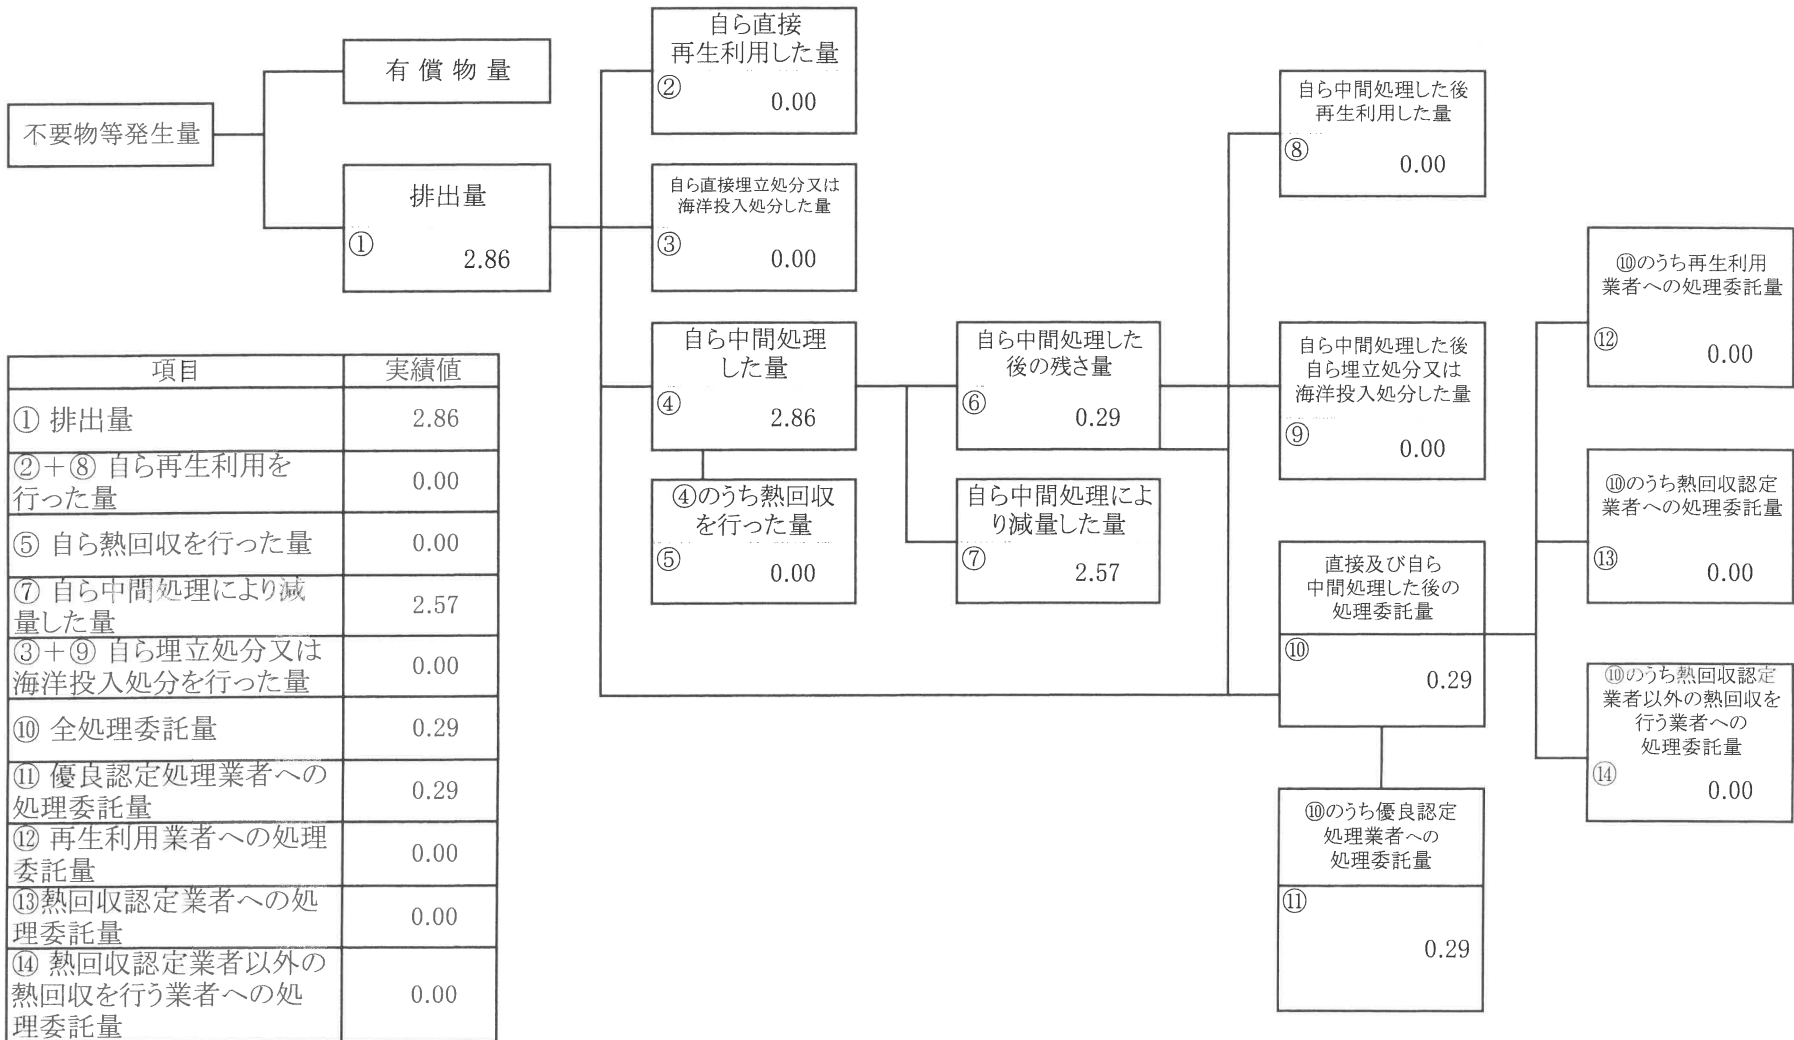 不要物等発生量
有償物量
排出量
①
2.86
自ら直接
再生利用した量
②
0.00
自ら直接埋立処分又は
海洋投入処分した量
③
0.00
自ら中間処理
した量
④
2.86
④のうち熱回収
を行った量
⑤
0.00
自ら中間処理した
後の残さ量
⑥
0.29
自ら中間処理によ
り減量した量
⑦
2.57
自ら中間処理した後
再生利用した量
⑧
0.00
自ら中間処理した後
自ら埋立処分又は
海洋投入処分した量
⑨
0.00
直接及び自ら
中間処理した後の
処理委託量
⑩
0.29
⑩のうち優良認定
処理業者への
処理委託量
⑪
0.29
⑩のうち再生利用
業者への処理委託量
⑫
0.00
⑩のうち熱回収認定
業者への処理委託量
⑬
0.00
⑩のうち熱回収認定
業者以外の熱回収を
行う業者への
処理委託量
⑭
0.00
項目 実績値
① 排出量 2.86
②＋⑧ 自ら再生利用を
行った量 0.00
⑤ 自ら熱回収を行った量 0.00
⑦ 自ら中間処理により減
量した量 2.57
③＋⑨ 自ら埋立処分又は
海洋投入処分を行った量 0.00
⑩ 全処理委託量 0.29
⑪ 優良認定処理業者への
処理委託量 0.29
⑫ 再生利用業者への処理
委託量 0.00
⑬熱回収認定業者への処
理委託量 0.00
⑭ 熱回収認定業者以外の
熱回収を行う業者への処
理委託量 0.00